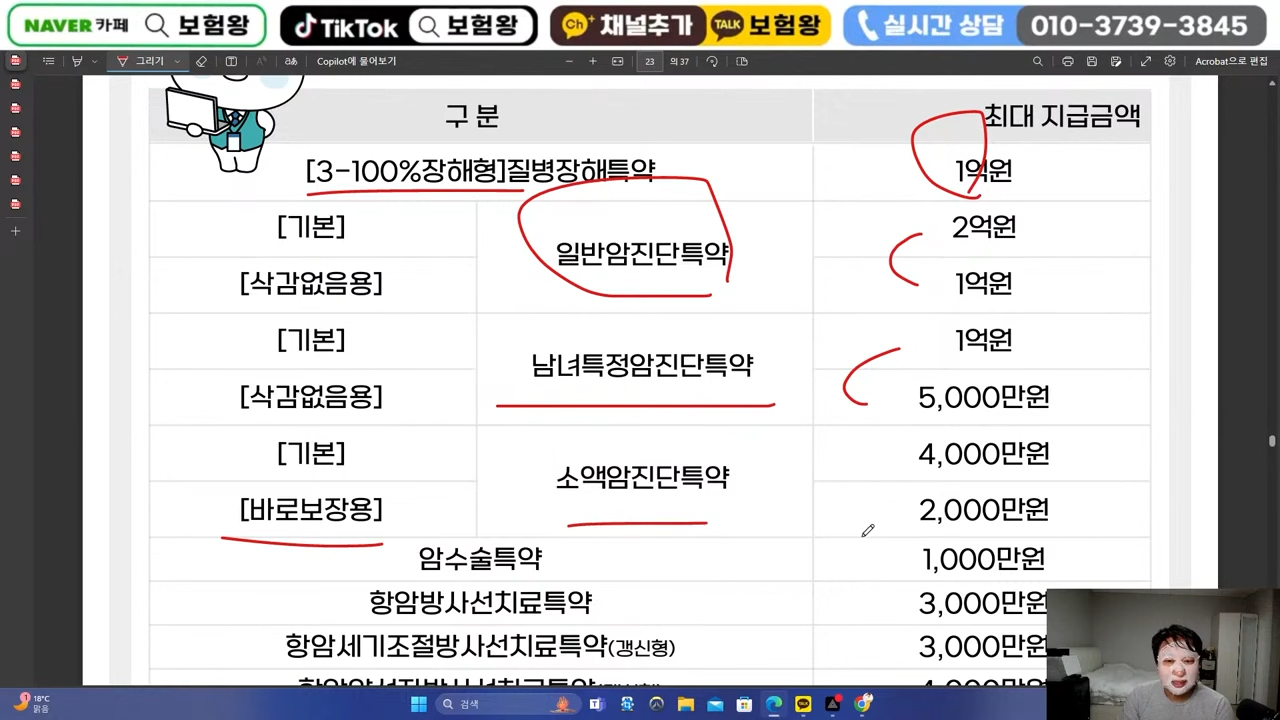 NAVER 카페 보험왕 TikTok 보험왕 Ch+ 채널추가 TALK 보험왕 실시간 상담 010-3739-3845
그리기 A aあ Copilot에 물어보기 23 의 37 Acrobat으로 편집
구 분 최대 지급금액
[3-100%장해형]질병장해특약 1억원
[기본] 2억원
일반암진단특약
[삭감없음용] 1억원
[기본] 1억원
남녀특정암진단특약
[삭감없음용] 5,000만원
[기본] 4,000만원
소액암진단특약
[바로보장용] 2,000만원
암수술특약 1,000만원
항암방사선치료특약 3,000만원
항암세기조절방사선치료특약(갱신형) 3,000만원
1 18°C
맑음
검색